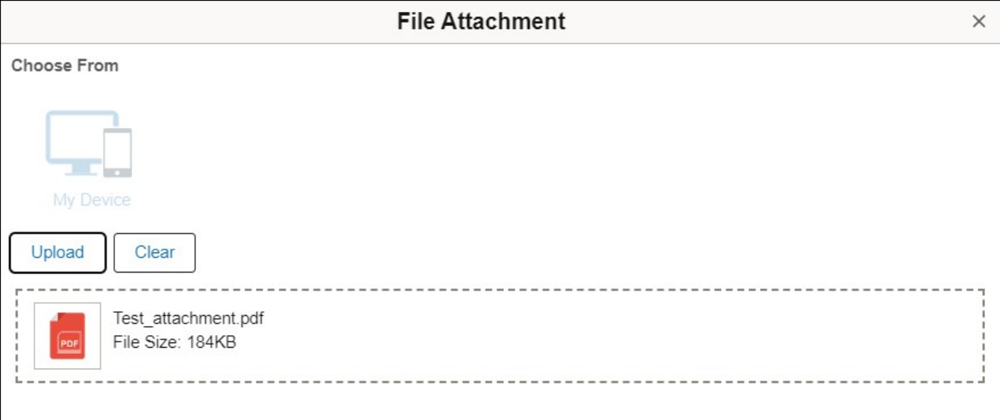 File Attachment
Choose From
My Device
Upload Clear
Test_attachment.pdf
PDF
File Size: 184KB